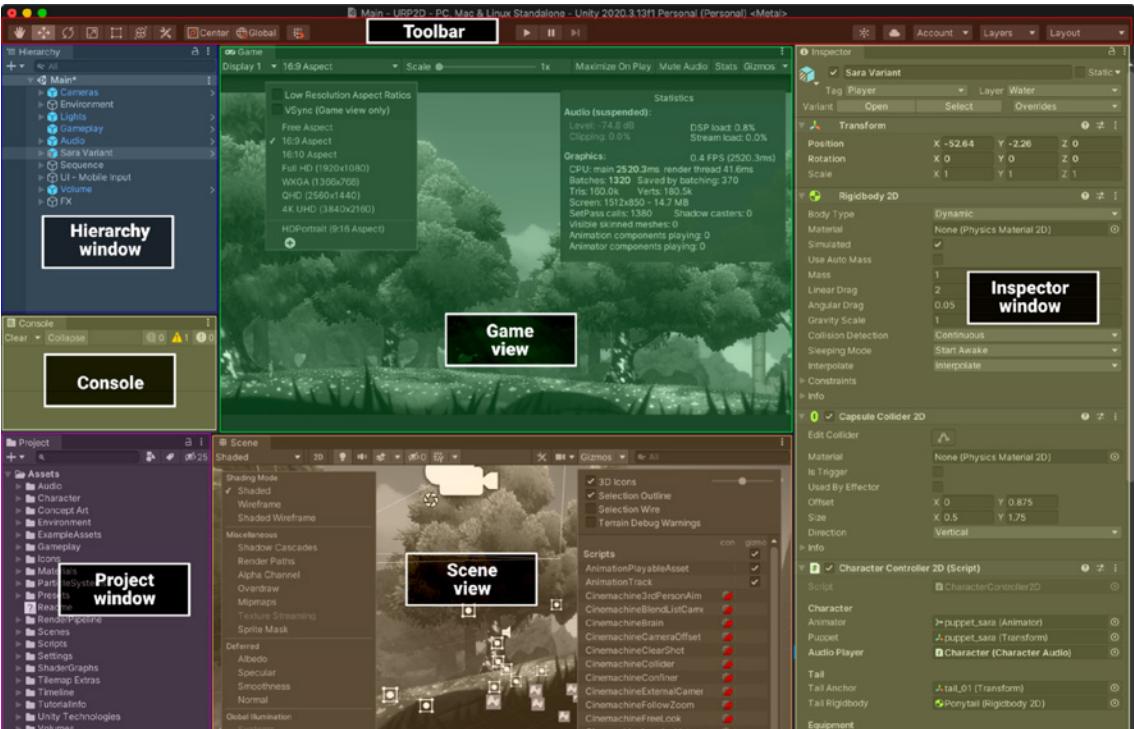 Main - URP2D - PC, Mac & Linux Standalone - Unity 2020.3.13f1 Personal (Personal) <Metal>
Center Global
Toolbar
Account Layers Layout
Hierarchy
All
Main*
Cameras
Environment
Lights
Gameplay
Audio
Sara Variant
Sequence
UI - Mobile Input
Volume
FX
Hierarchy
window
Console
Clear Collapse 0 1 0
Console
Game
Display 1 16:9 Aspect Scale 1x Maximize On Play Mute Audio Stats Gizmos
Low Resolution Aspect Ratios
VSync (Game view only)
Free Aspect
16:9 Aspect
16:10 Aspect
Full HD (1920x1080)
WXGA (1366x768)
QHD (2560x1440)
4K UHD (3840x2160)
HDPortrait (9:16 Aspect)
Statistics
Audio (suspended):
Level: -74.8 dB DSP load: 0.8%
Clipping: 0.0% Stream load: 0.0%
Graphics: 0.4 FPS (2520.3ms)
CPU: main 2520.3ms render thread 41.6ms
Batches: 1320 Saved by batching: 370
Tris: 160.0k Verts: 180.5k
Screen: 1512x850 - 14.7 MB
SetPass calls: 1380 Shadow casters: 0
Visible skinned meshes: 0
Animation components playing: 0
Animator components playing: 0
Game
view
Project
25
Assets
Audio
Character
Concept Art
Environment
ExampleAssets
Gameplay
Icons
Materials
ParticleSystem
Presets
Readme
RenderPipeline
Scenes
Scripts
Settings
ShaderGraphs
Tilemap Extras
Timeline
TutorialInfo
Unity Technologies
Volumes
Project
window
Scene
Shaded 2D 0 Gizmos All
Shading Mode
Shaded
Wireframe
Shaded Wireframe
Miscellaneous
Shadow Cascades
Render Paths
Alpha Channel
Overdraw
Mipmaps
Texture Streaming
Sprite Mask
Deferred
Albedo
Specular
Smoothness
Normal
Global Illumination
Scene
view
3D Icons
Selection Outline
Selection Wire
Terrain Debug Warnings
icon gizmo
Scripts
AnimationPlayableAsset
AnimationTrack
Cinemachine3rdPersonAim
CinemachineBlendListCame
CinemachineBrain
CinemachineCameraOffset
CinemachineClearShot
CinemachineCollider
CinemachineConfiner
CinemachineExternalCamer
CinemachineFollowZoom
CinemachineFreeLook
Inspector
Sara Variant Static
Tag Player Layer Water
Variant Open Select Overrides
Transform
Position X -52.64 Y -2.26 Z 0
Rotation X 0 Y 0 Z 0
Scale X 1 Y 1 Z 1
Rigidbody 2D
Body Type Dynamic
Material None (Physics Material 2D)
Simulated
Use Auto Mass
Mass 1
Linear Drag 2
Angular Drag 0.05
Gravity Scale 1
Collision Detection Continuous
Sleeping Mode Start Awake
Interpolate Interpolate
Constraints
Info
Inspector
window
Capsule Collider 2D
Edit Collider
Material None (Physics Material 2D)
Is Trigger
Used By Effector
Offset X 0 Y 0.875
Size X 0.5 Y 1.75
Direction Vertical
Info
Character Controller 2D (Script)
Script CharacterController2D
Character
Animator puppet_sara (Animator)
Puppet puppet_sara (Transform)
Audio Player Character (Character Audio)
Tail
Tail Anchor tail_01 (Transform)
Tail Rigidbody Ponytail (Rigidbody 2D)
Equipment